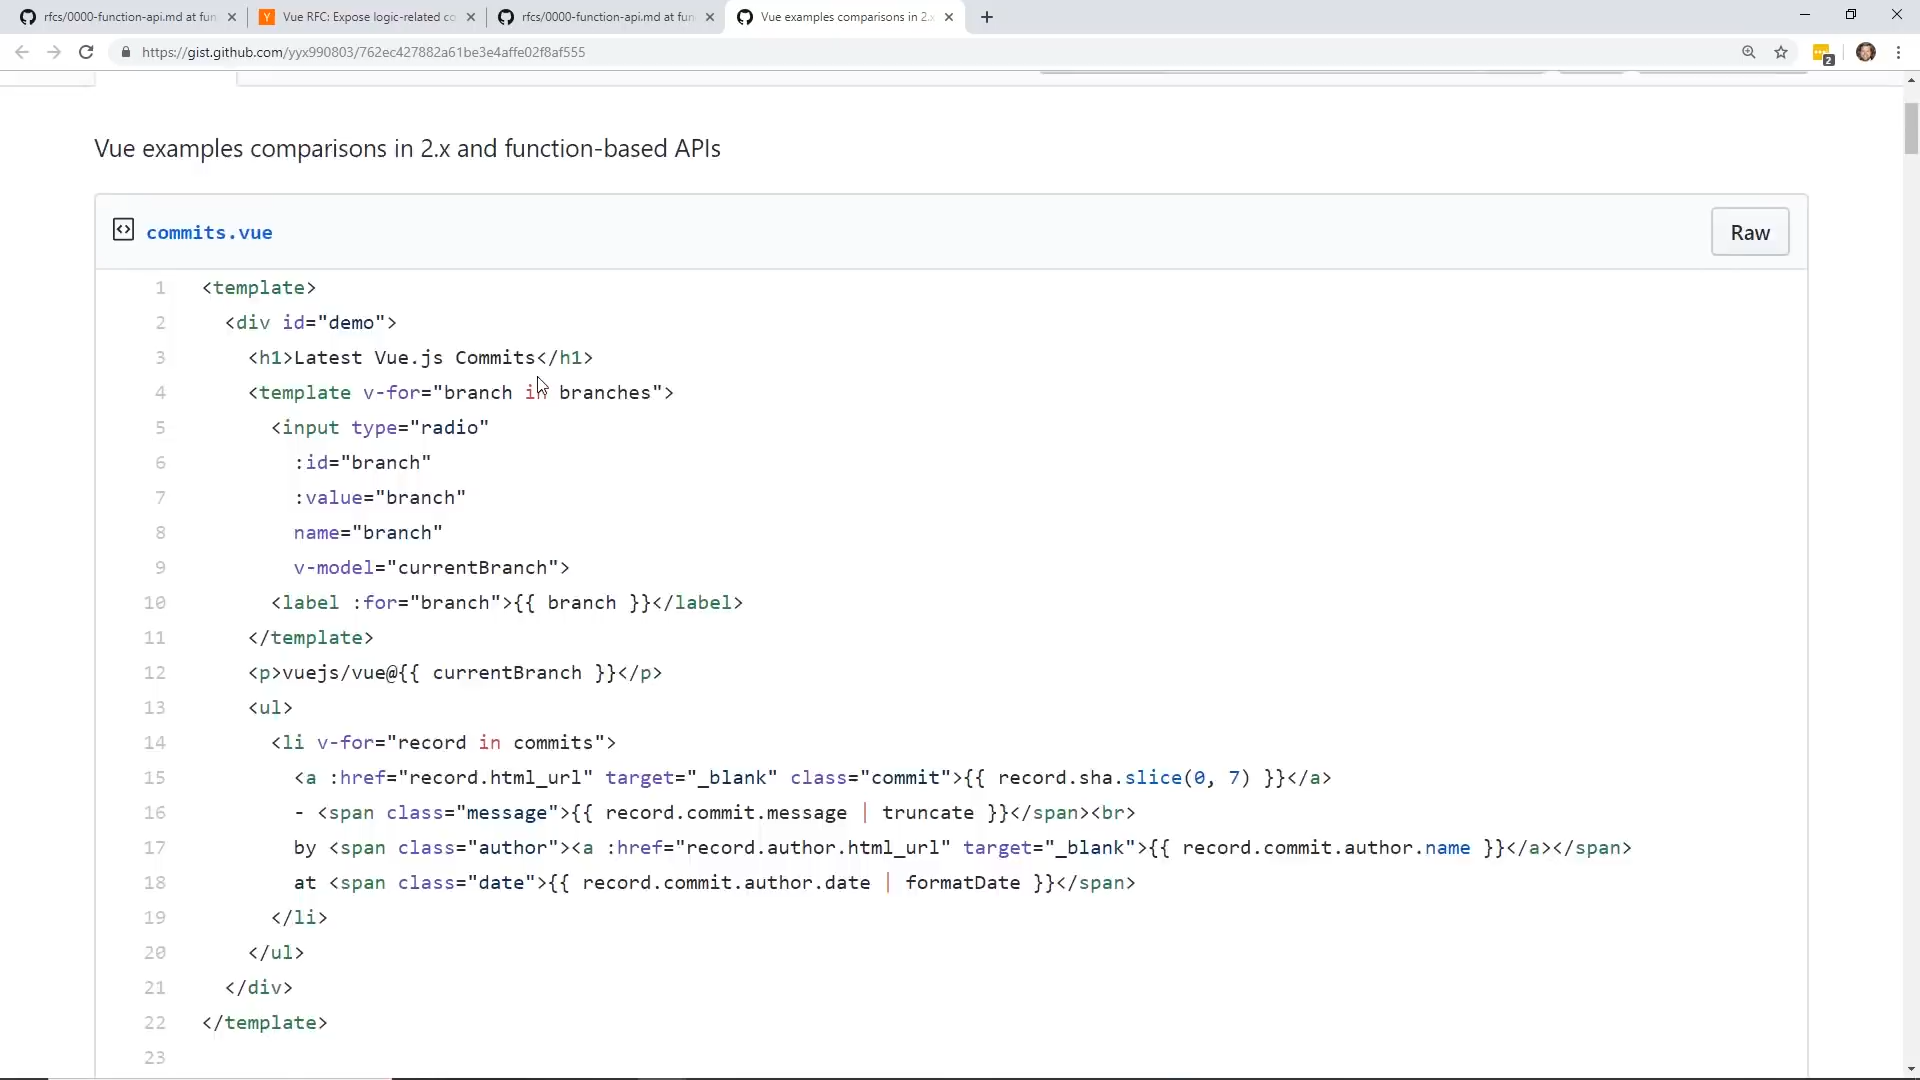 rfcs/0000-function-api.md at fun
Vue RFC: Expose logic-related co
rfcs/0000-function-api.md at fun
Vue examples comparisons in 2.x
https://gist.github.com/yyx990803/762ec427882a61be3e4affe02f8af555
2
Vue examples comparisons in 2.x and function-based APIs
commits.vue
Raw
1 <template>
2 <div id="demo">
3 <h1>Latest Vue.js Commits</h1>
4 <template v-for="branch in branches">
5 <input type="radio"
6 :id="branch"
7 :value="branch"
8 name="branch"
9 v-model="currentBranch">
10 <label :for="branch">{{ branch }}</label>
11 </template>
12 <p>vuejs/vue@{{ currentBranch }}</p>
13 <ul>
14 <li v-for="record in commits">
15 <a :href="record.html_url" target="_blank" class="commit">{{ record.sha.slice(0, 7) }}</a>
16 - <span class="message">{{ record.commit.message | truncate }}</span><br>
17 by <span class="author"><a :href="record.author.html_url" target="_blank">{{ record.commit.author.name }}</a></span>
18 at <span class="date">{{ record.commit.author.date | formatDate }}</span>
19 </li>
20 </ul>
21 </div>
22 </template>
23